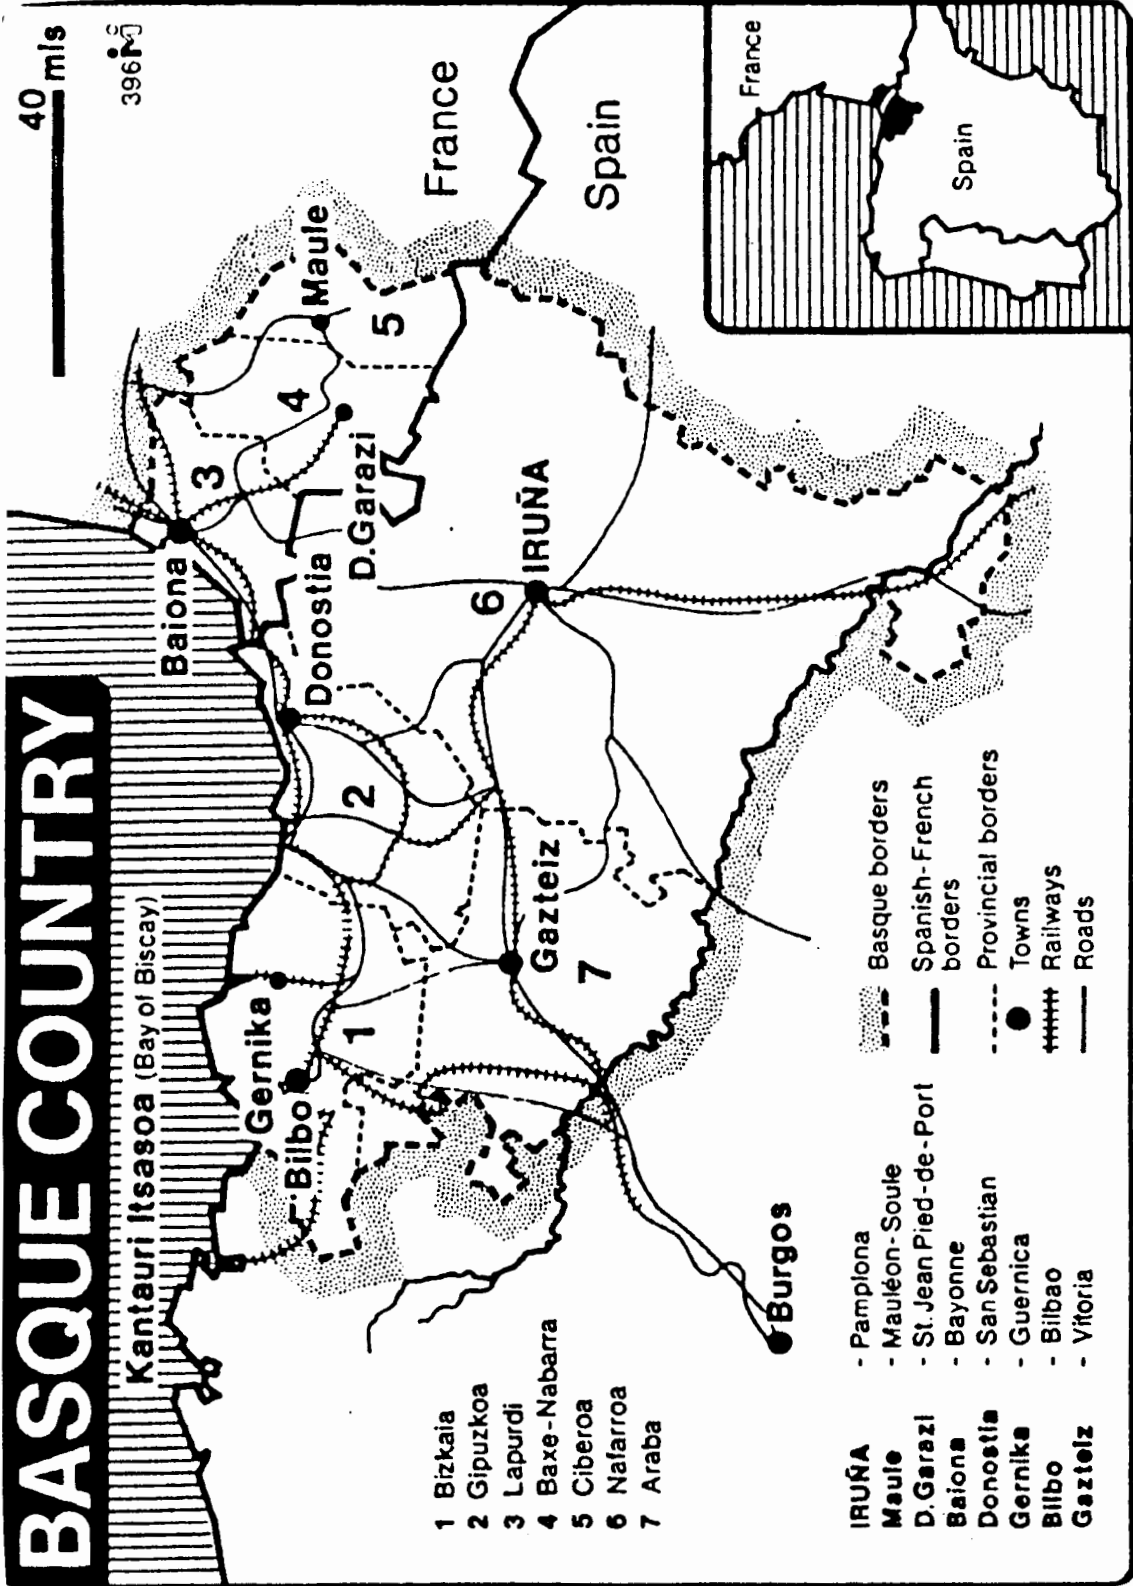 BASQUE COUNTRY
40 mls
Kantauri Itsasoa (Bay of Biscay)
Baiona
Maule
Donostia
D.Garazi
Gernika
Bilbo
Gazteiz
IRUÑA
Burgos
France
Spain
1
2
3
4
5
6
7
1 Bizkaia
2 Gipuzkoa
3 Lapurdi
4 Baxe-Nabarra
5 Ciberoa
6 Nafarroa
7 Araba
IRUÑA - Pamplona
Maule - Mauléon-Soule
D.Garazi - St.Jean Pied-de-Port
Baiona - Bayonne
Donostia - San Sebastian
Gernika - Guernica
Bilbo - Bilbao
Gazteiz - Vitoria
Basque borders
Spanish-French
borders
Provincial borders
Towns
Railways
Roads
France
Spain